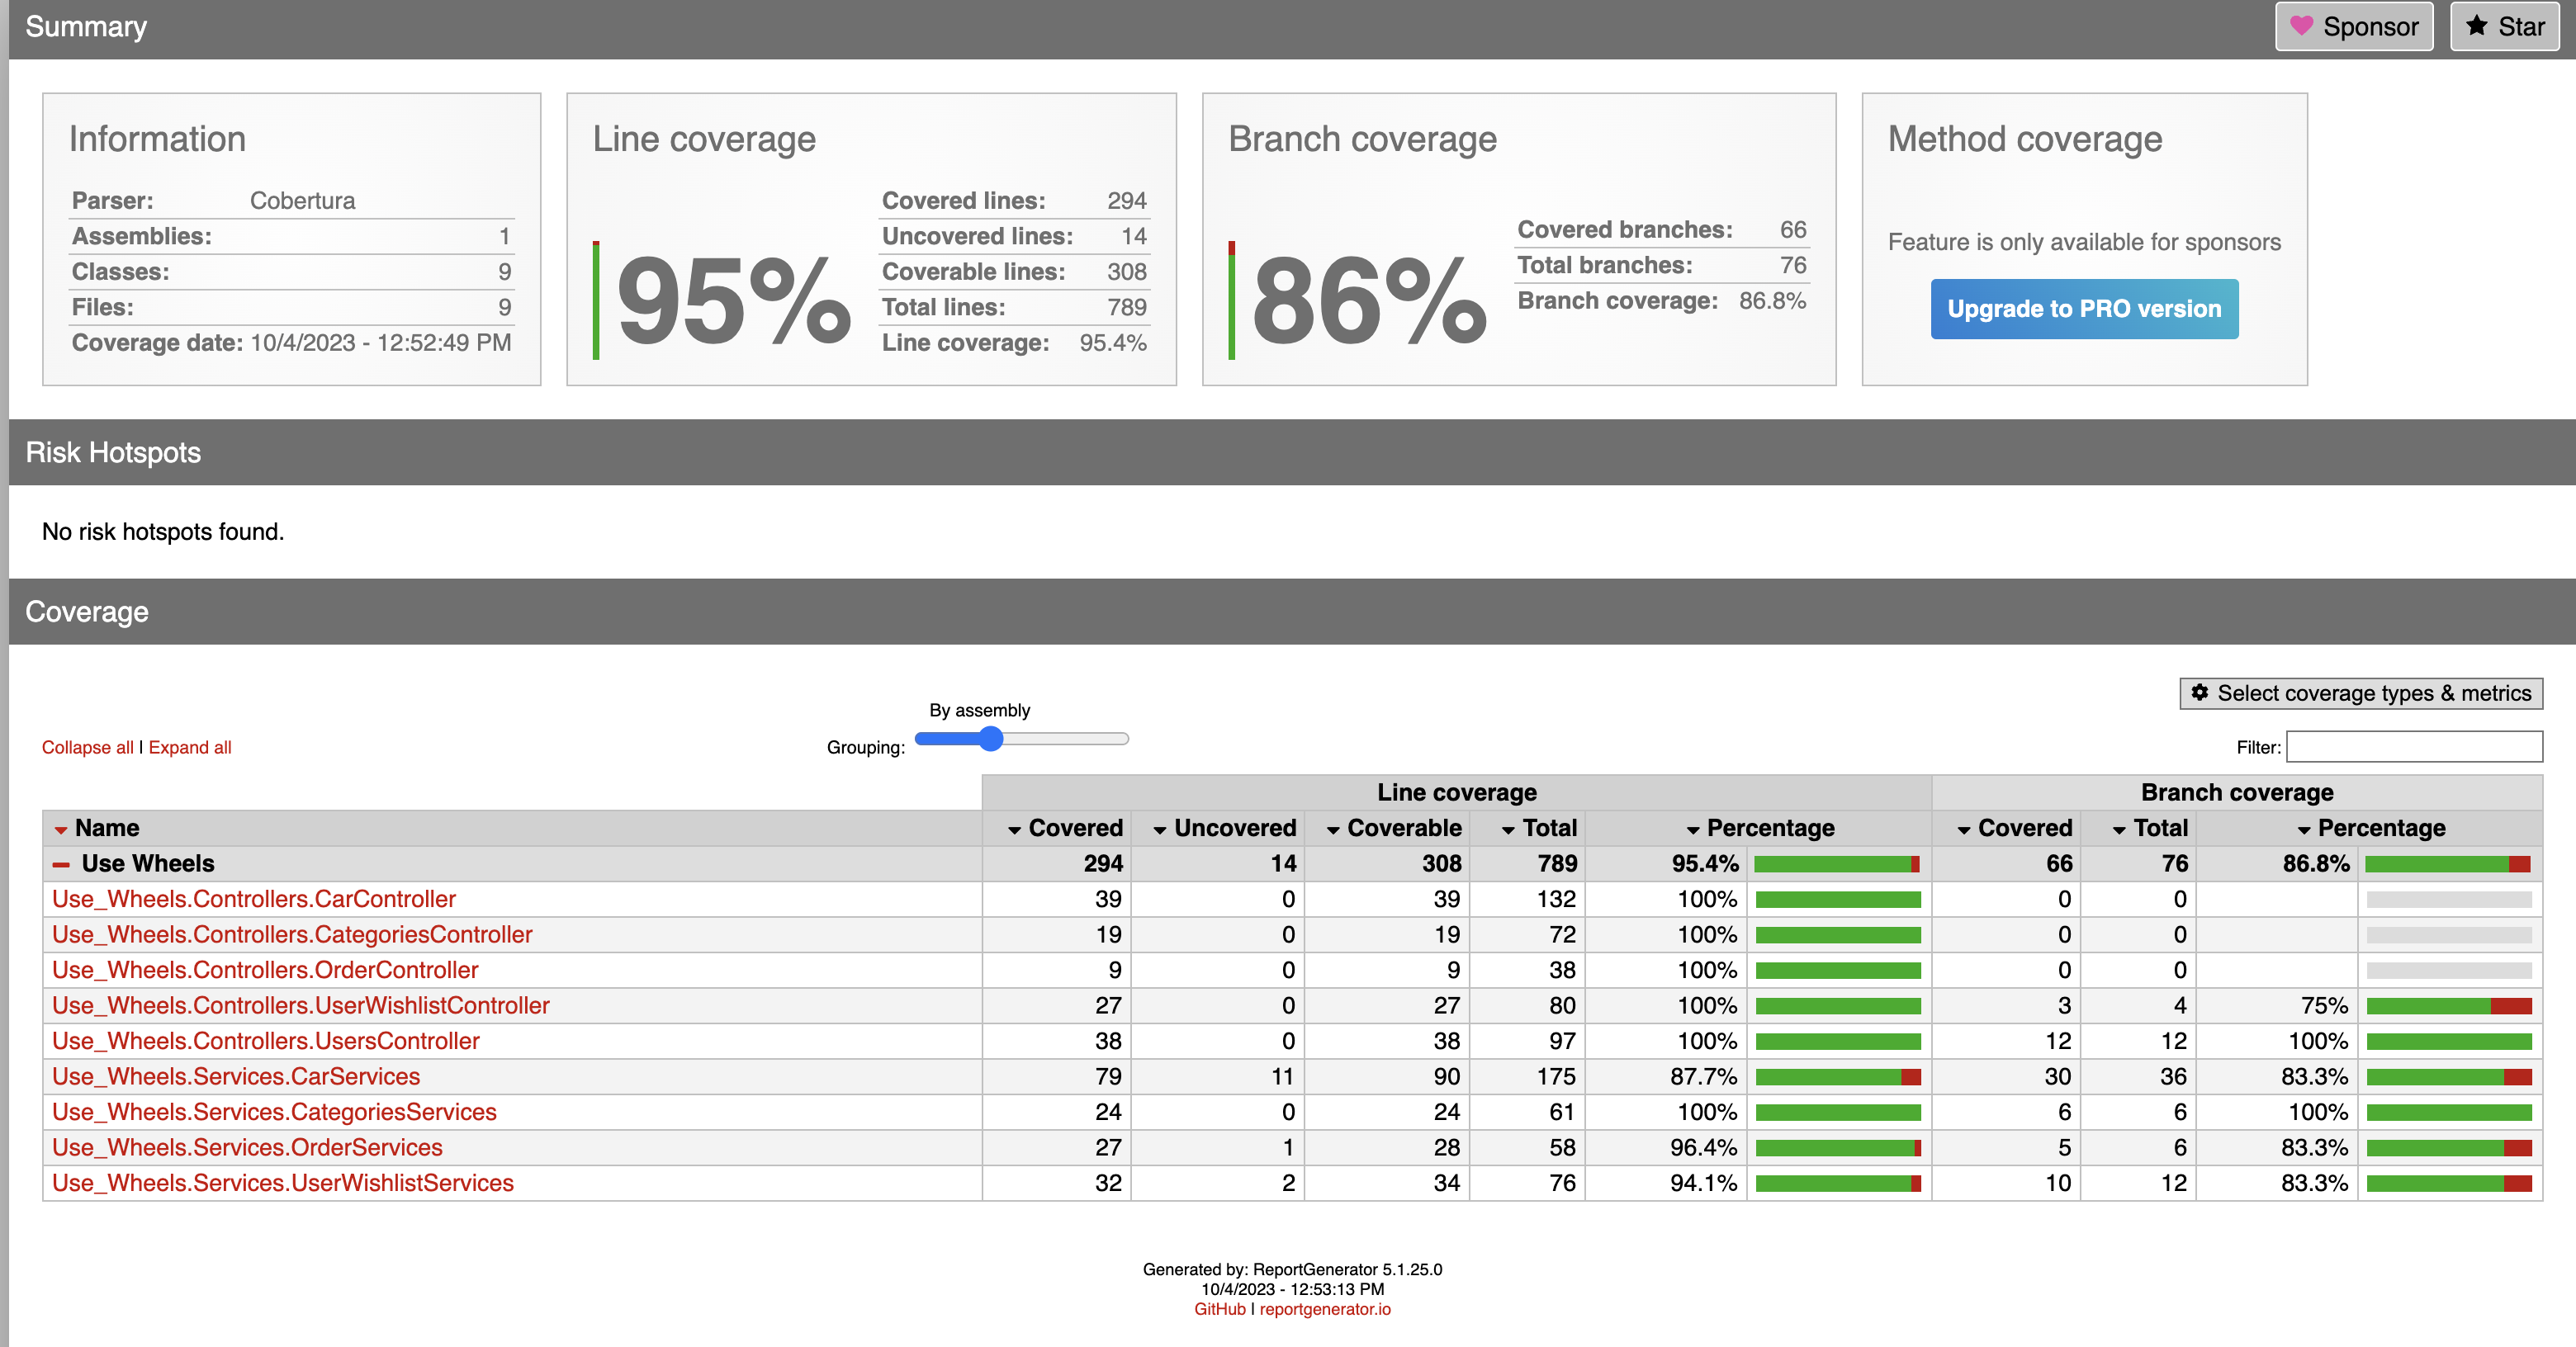 Summary
Sponsor
Star
Information
Parser: Cobertura
Assemblies: 1
Classes: 9
Files: 9
Coverage date: 10/4/2023 - 12:52:49 PM
Line coverage
95%
Covered lines: 294
Uncovered lines: 14
Coverable lines: 308
Total lines: 789
Line coverage: 95.4%
Branch coverage
86%
Covered branches: 66
Total branches: 76
Branch coverage: 86.8%
Method coverage
Feature is only available for sponsors
Upgrade to PRO version
Risk Hotspots
No risk hotspots found.
Coverage
Select coverage types & metrics
By assembly
Collapse all | Expand all
Grouping:
Filter:
Line coverage Branch coverage
Name Covered Uncovered Coverable Total Percentage Covered Total Percentage
Use Wheels 294 14 308 789 95.4% 66 76 86.8%
Use_Wheels.Controllers.CarController 39 0 39 132 100% 0 0
Use_Wheels.Controllers.CategoriesController 19 0 19 72 100% 0 0
Use_Wheels.Controllers.OrderController 9 0 9 38 100% 0 0
Use_Wheels.Controllers.UserWishlistController 27 0 27 80 100% 3 4 75%
Use_Wheels.Controllers.UsersController 38 0 38 97 100% 12 12 100%
Use_Wheels.Services.CarServices 79 11 90 175 87.7% 30 36 83.3%
Use_Wheels.Services.CategoriesServices 24 0 24 61 100% 6 6 100%
Use_Wheels.Services.OrderServices 27 1 28 58 96.4% 5 6 83.3%
Use_Wheels.Services.UserWishlistServices 32 2 34 76 94.1% 10 12 83.3%
Generated by: ReportGenerator 5.1.25.0
10/4/2023 - 12:53:13 PM
GitHub | reportgenerator.io